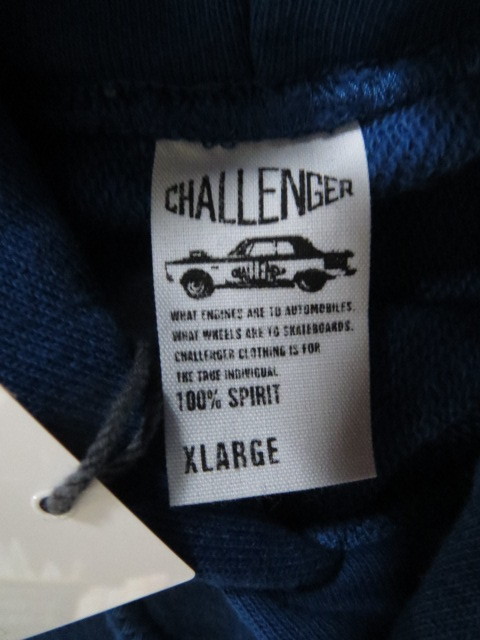 CHALLENGER
WHAT ENGINES ARE TO AUTOMOBILES.
WHAT WHEELS ARE TO SKATEBOARDS.
CHALLENGER CLOTHING IS FOR
THE TRUE INDIVIDUAL
100% SPIRIT
XLARGE